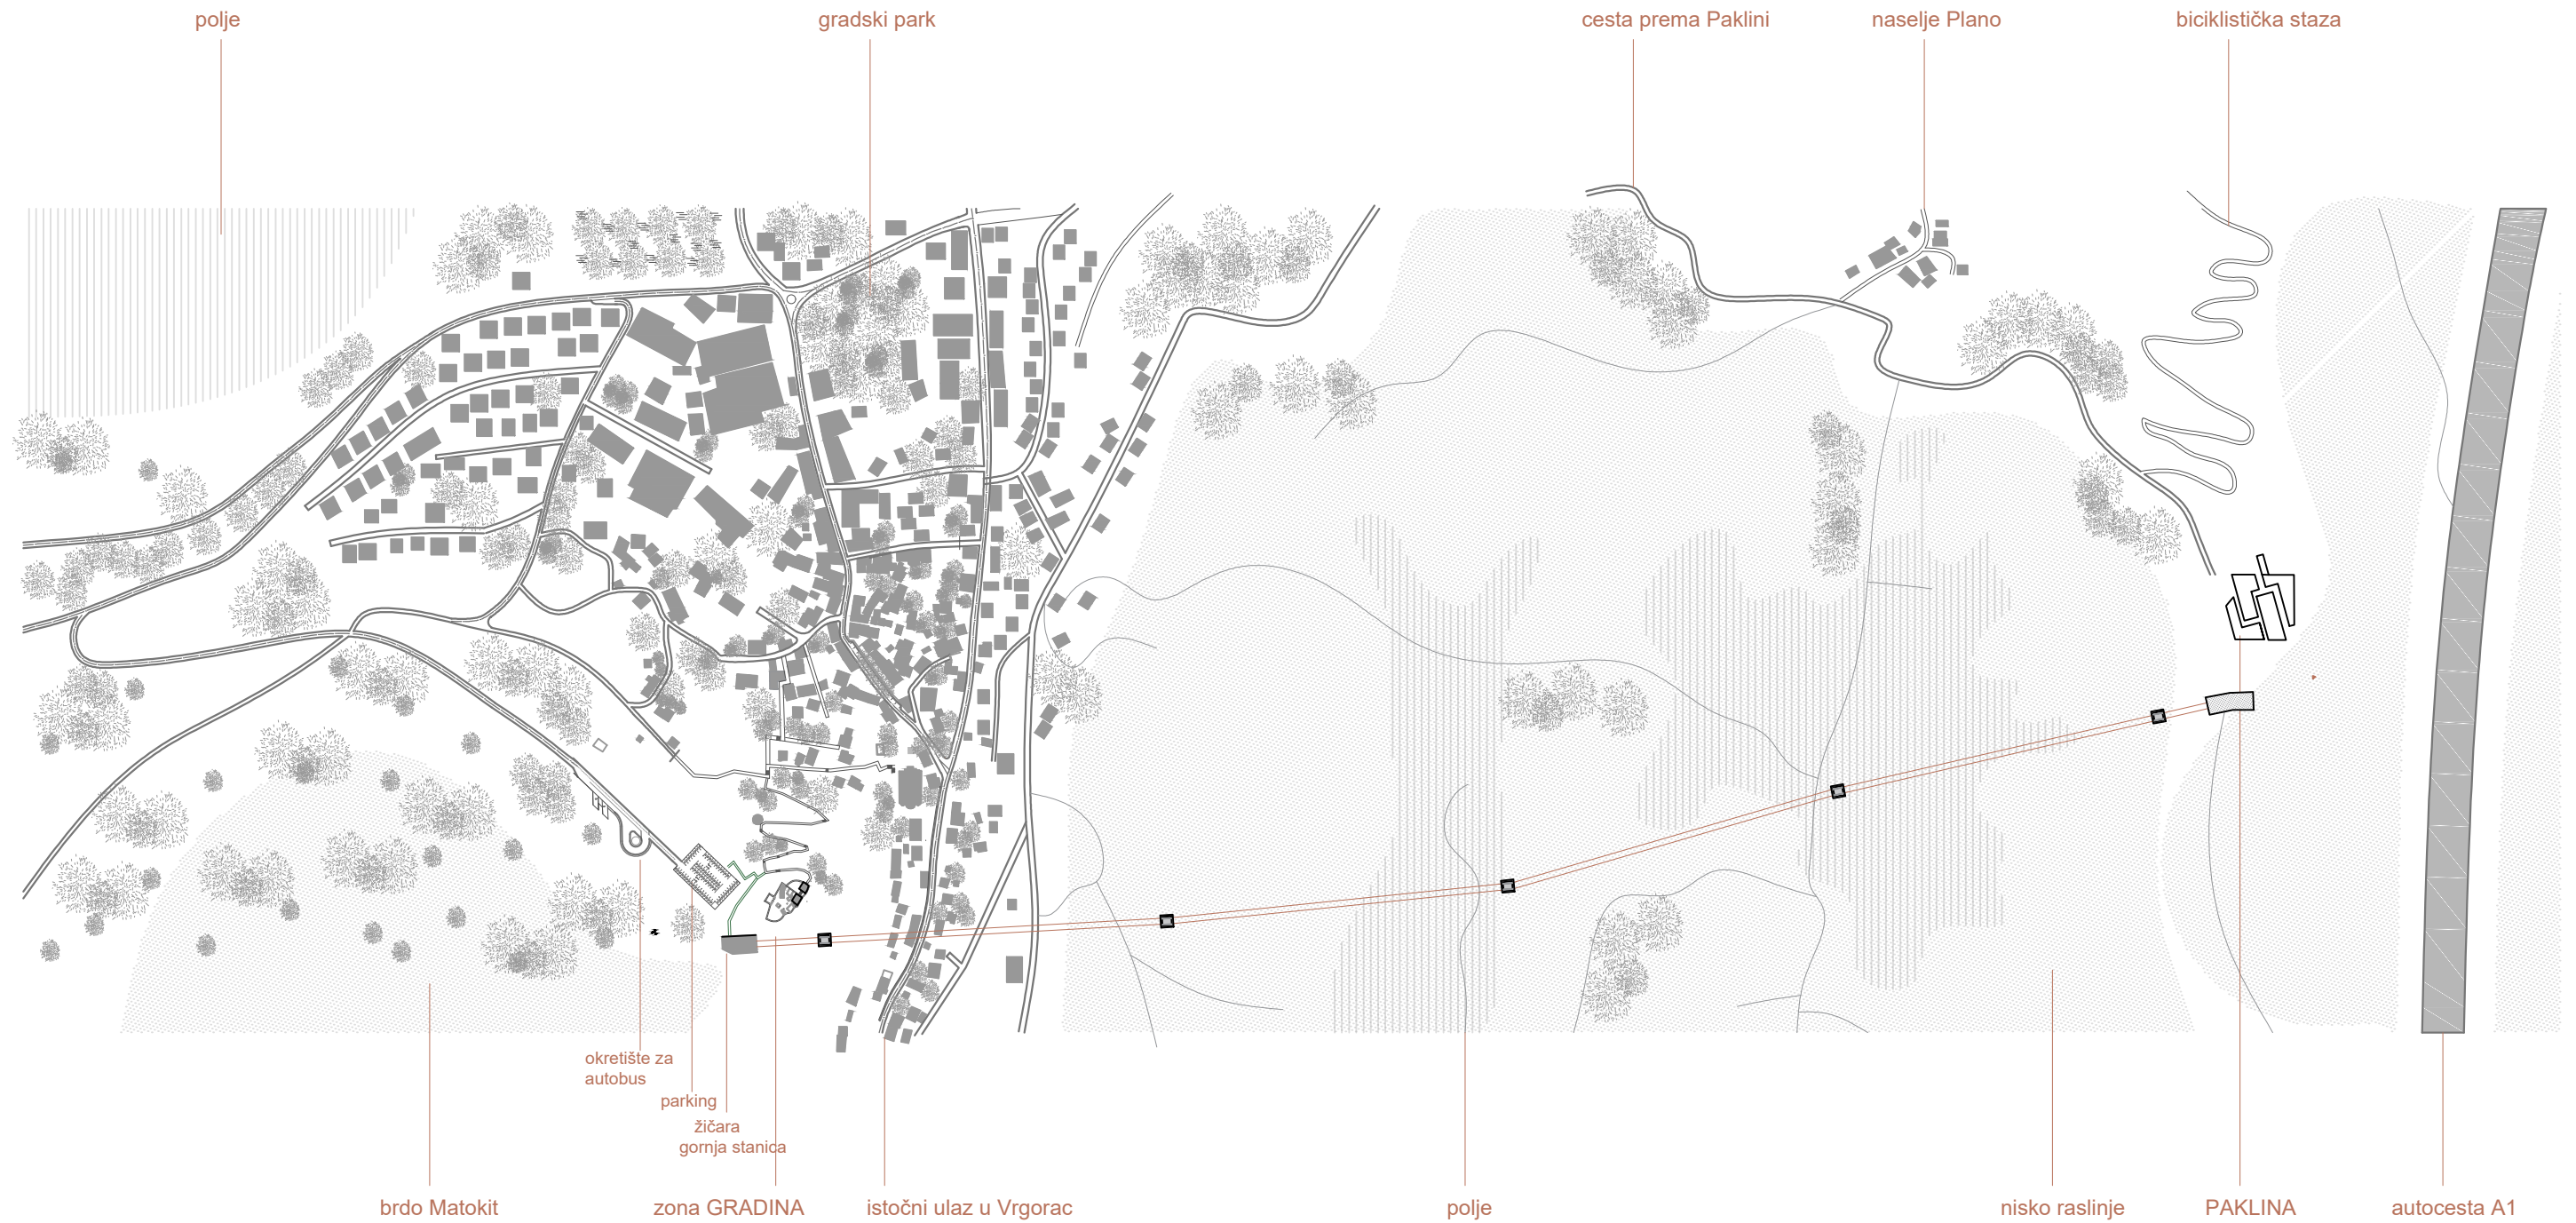 polje
gradski park
cesta prema Paklini
naselje Plano
biciklistička staza
okretište za
autobus
parking
žičara
gornja stanica
brdo Matokit
zona GRADINA
istočni ulaz u Vrgorac
polje
nisko raslinje
PAKLINA
autocesta A1